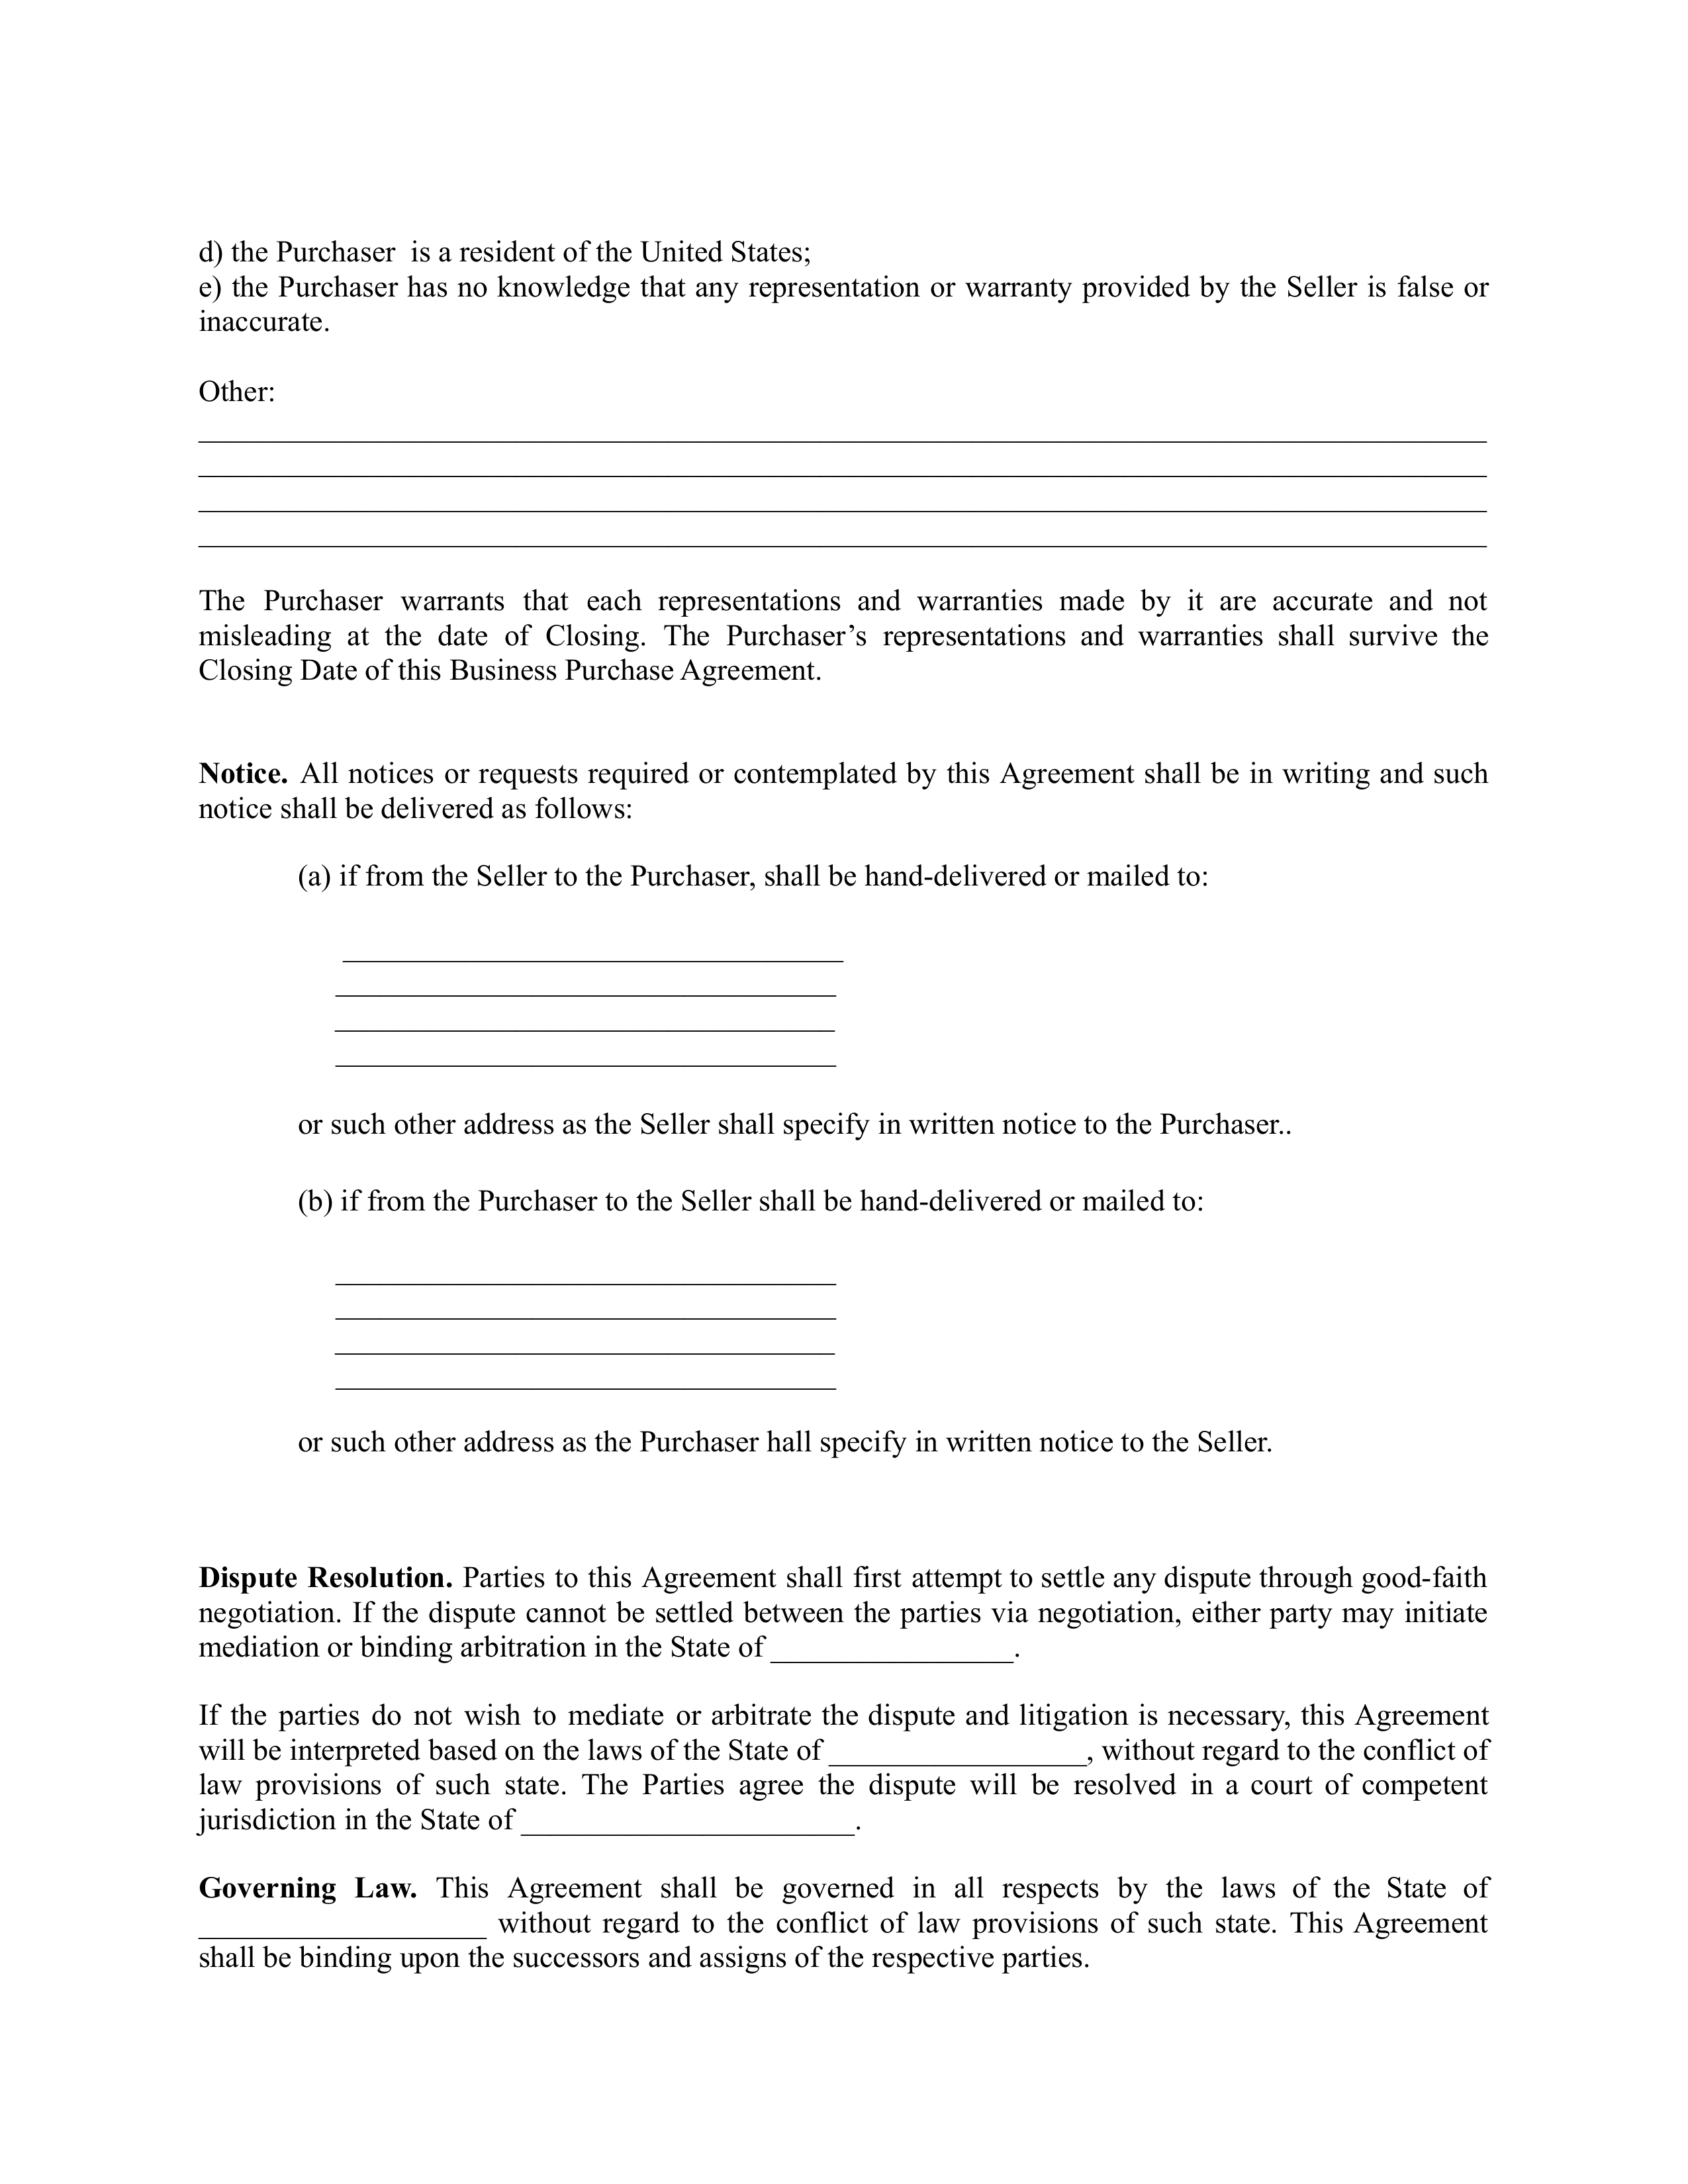 d) the Purchaser  is a resident of the United States;
e) the Purchaser has no knowledge that any representation or warranty provided by the Seller is false or
inaccurate.
Other:
The Purchaser warrants that each representations and warranties made by it are accurate and not
misleading at the date of Closing. The Purchaser’s representations and warranties shall survive the
Closing Date of this Business Purchase Agreement.
Notice. All notices or requests required or contemplated by this Agreement shall be in writing and such
notice shall be delivered as follows:
(a) if from the Seller to the Purchaser, shall be hand-delivered or mailed to:
or such other address as the Seller shall specify in written notice to the Purchaser..
(b) if from the Purchaser to the Seller shall be hand-delivered or mailed to:
or such other address as the Purchaser hall specify in written notice to the Seller.
Dispute Resolution. Parties to this Agreement shall first attempt to settle any dispute through good-faith
negotiation. If the dispute cannot be settled between the parties via negotiation, either party may initiate
mediation or binding arbitration in the State of ________________.
If the parties do not wish to mediate or arbitrate the dispute and litigation is necessary, this Agreement
will be interpreted based on the laws of the State of _________________, without regard to the conflict of
law provisions of such state. The Parties agree the dispute will be resolved in a court of competent
jurisdiction in the State of ______________________.
Governing Law. This Agreement shall be governed in all respects by the laws of the State of
___________________ without regard to the conflict of law provisions of such state. This Agreement
shall be binding upon the successors and assigns of the respective parties.